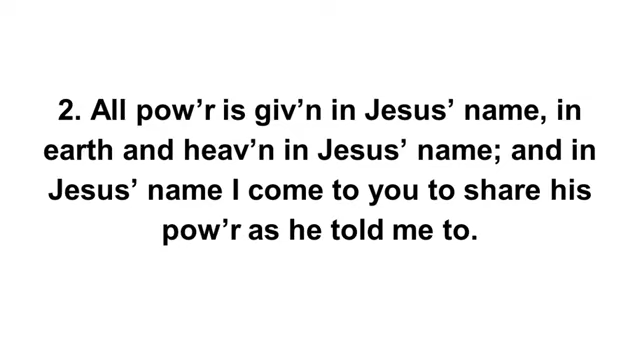 2. All pow’r is giv’n in Jesus’ name, in
earth and heav’n in Jesus’ name; and in
Jesus’ name I come to you to share his
pow’r as he told me to.